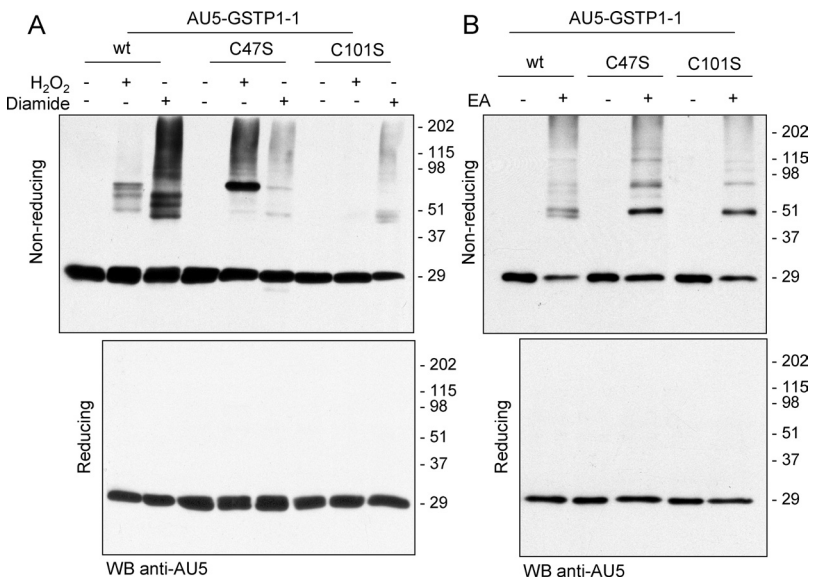 A
AU5-GSTP1-1
wt C47S C101S
H₂O₂ - + - - + - - + -
Diamide - - + - - + - - +
Non-reducing
- 202
- 115
- 98
- 51
- 37
- 29
Reducing
- 202
- 115
- 98
- 51
- 37
- 29
WB anti-AU5
B
AU5-GSTP1-1
wt C47S C101S
EA - + - + - +
Non-reducing
- 202
- 115
- 98
- 51
- 37
- 29
Reducing
- 202
- 115
- 98
- 51
- 37
- 29
WB anti-AU5